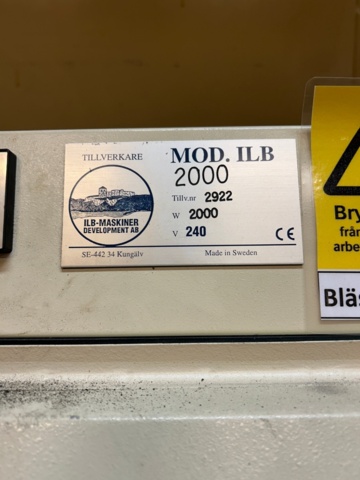 TILLVERKARE
MOD. ILB
2000
Tillv.nr 2922
W 2000
V 240
ILB-MASKINER
DEVELOPMENT AB
SE-442 34 Kungälv
Made in Sweden
CE
Bry
från
arbe
Blås